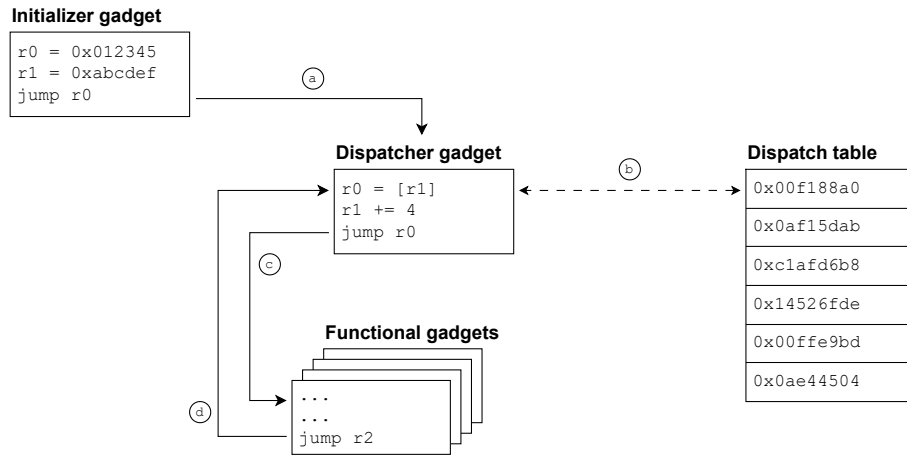 Initializer gadget
r0 = 0x012345
r1 = 0xabcdef
jump r0
a
Dispatcher gadget
r0 = [r1]
r1 += 4
jump r0
b
Dispatch table
0x00f188a0
0x0af15dab
0xc1afd6b8
0x14526fde
0x00ffe9bd
0x0ae44504
c
Functional gadgets
...
...
jump r2
d